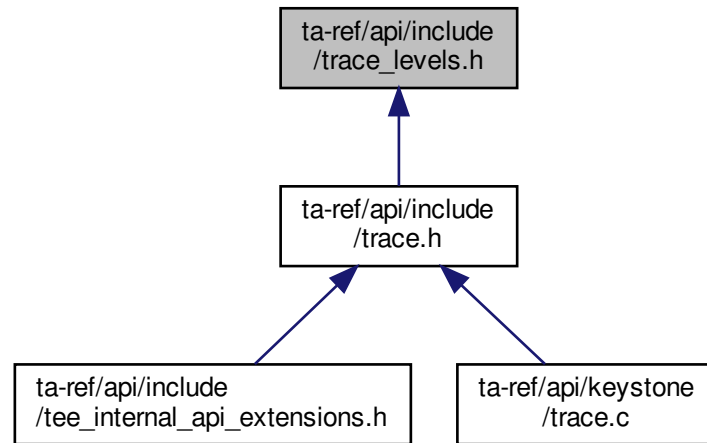 ta-ref/api/include
/trace_levels.h
ta-ref/api/include
/trace.h
ta-ref/api/include
/tee_internal_api_extensions.h
ta-ref/api/keystone
/trace.c